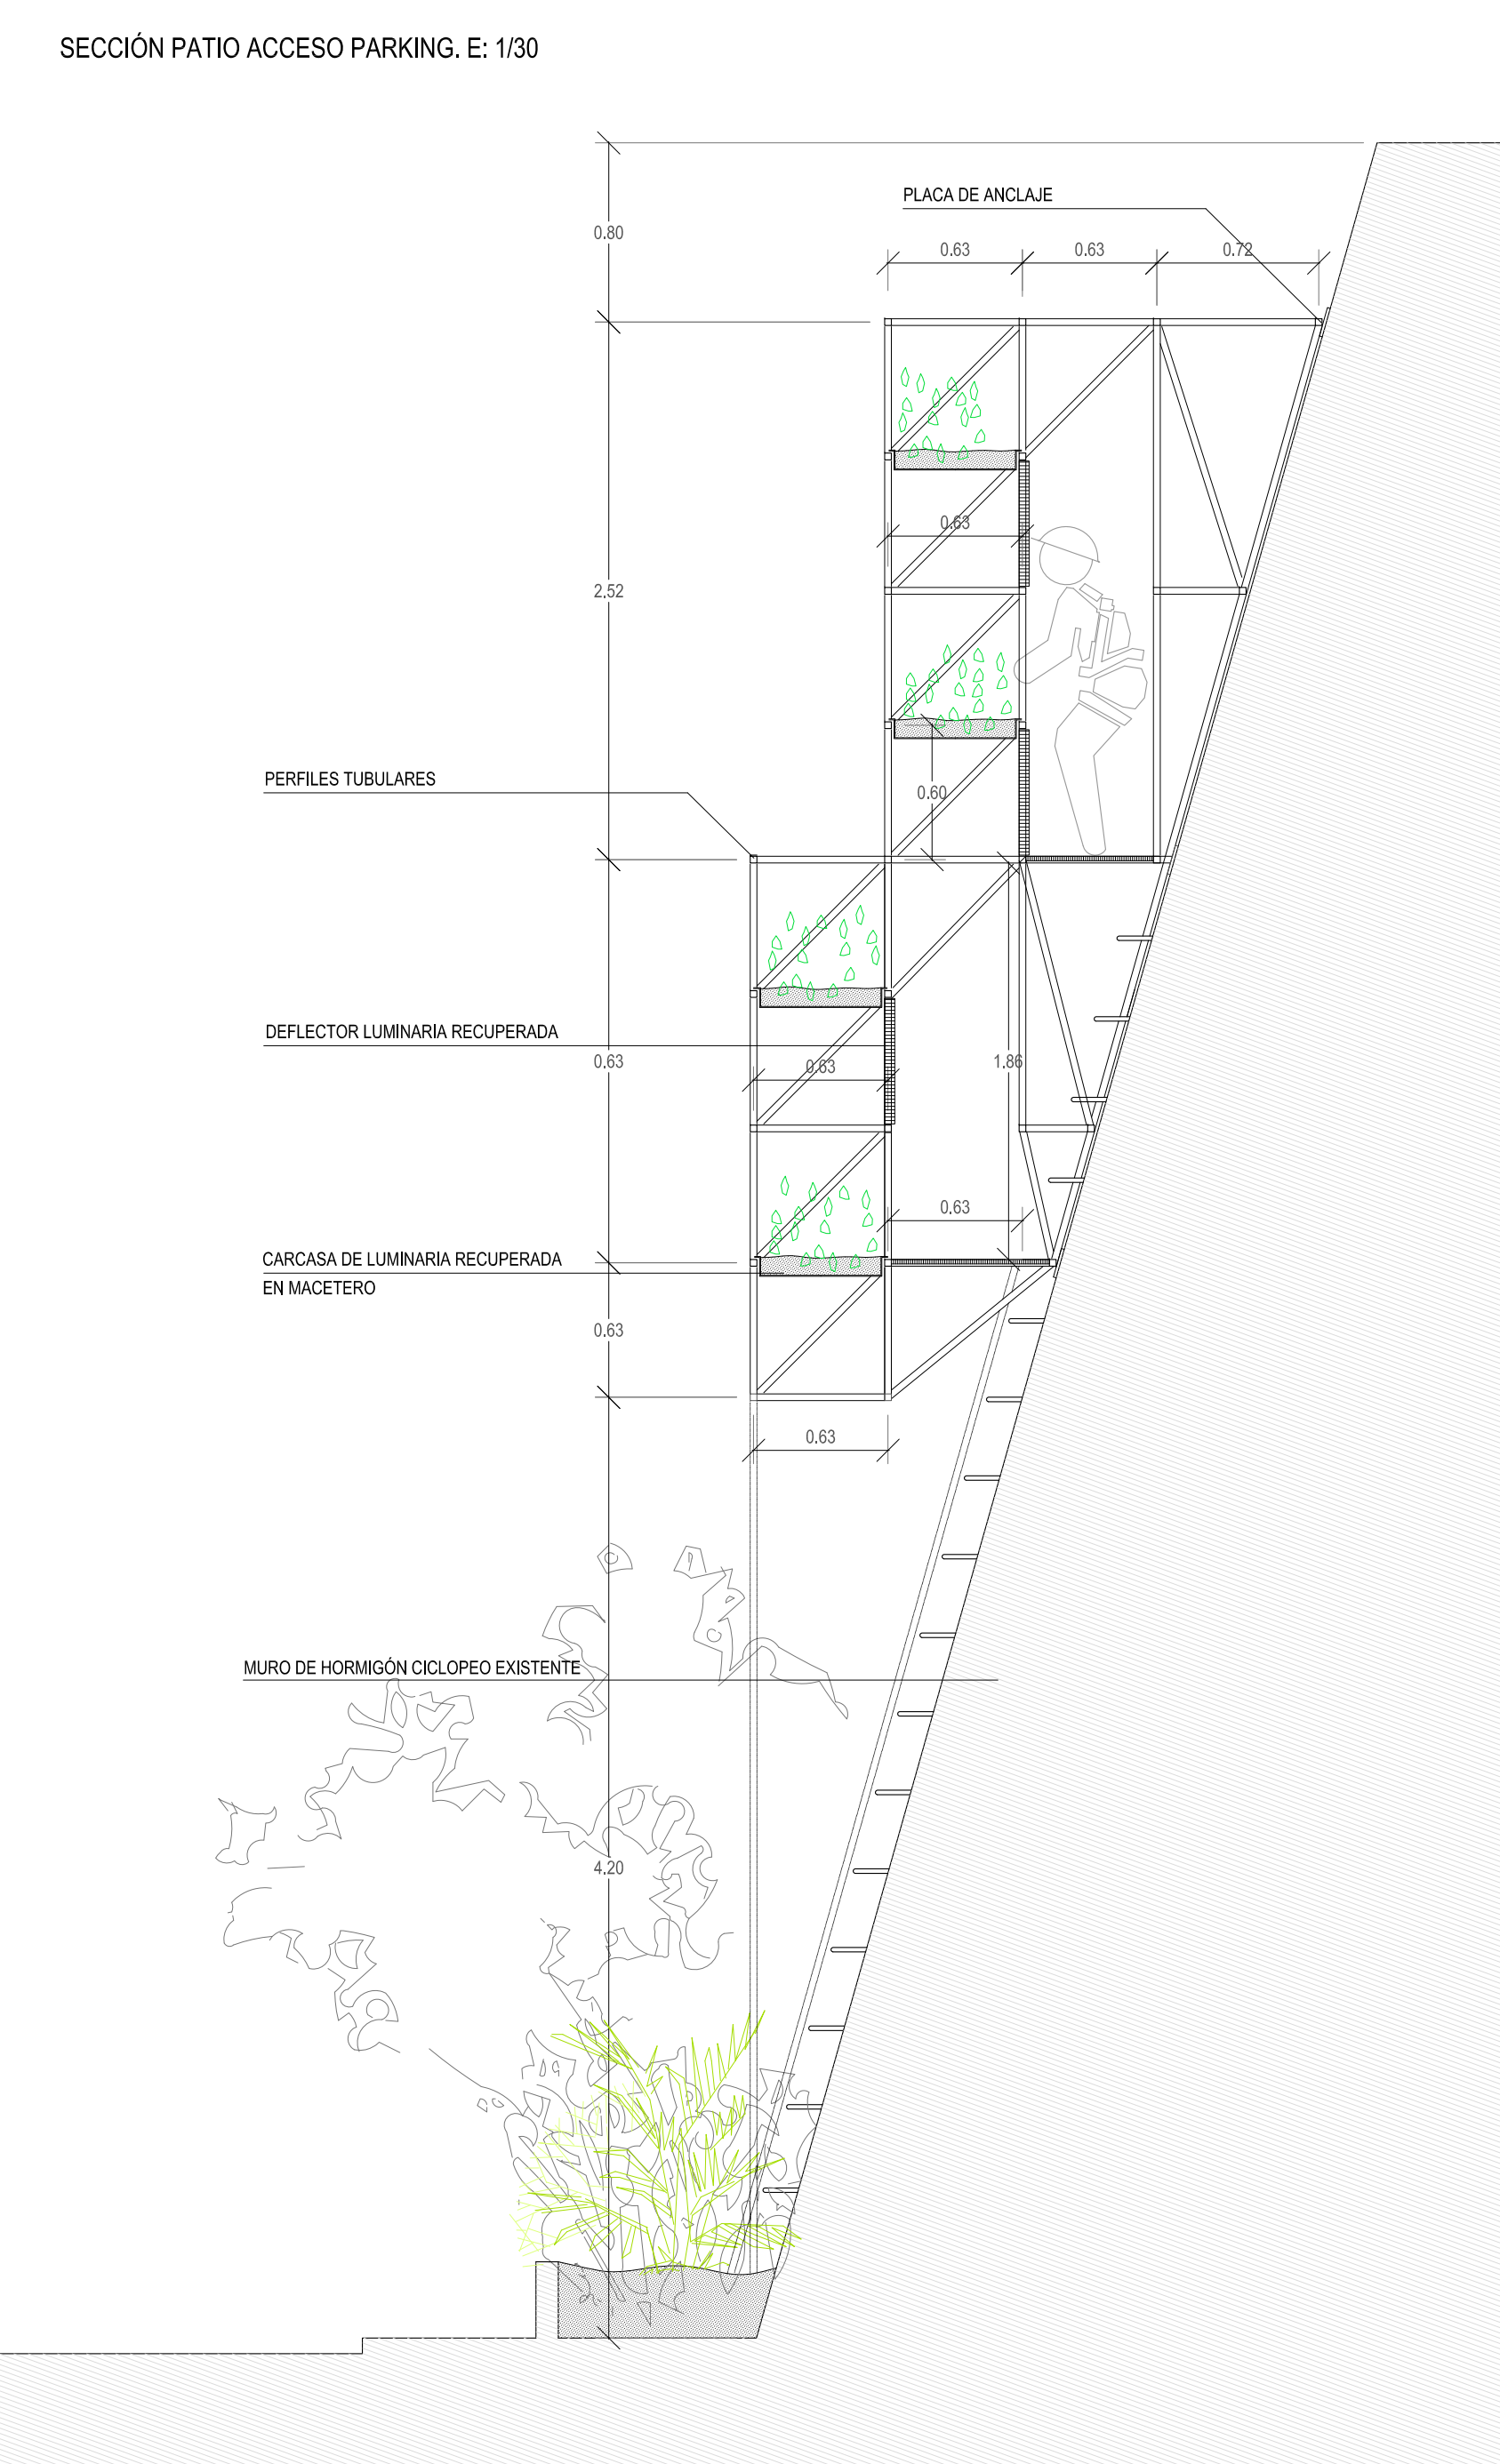 SECCIÓN PATIO ACCESO PARKING. E: 1/30
PLACA DE ANCLAJE
0.80
0.63
0.63
0.72
0.63
2.52
PERFILES TUBULARES
0.60
DEFLECTOR LUMINARIA RECUPERADA
0.63
0.63
1.86
0.63
CARCASA DE LUMINARIA RECUPERADA
EN MACETERO
0.63
0.63
MURO DE HORMIGÓN CICLOPEO EXISTENTE
4.20